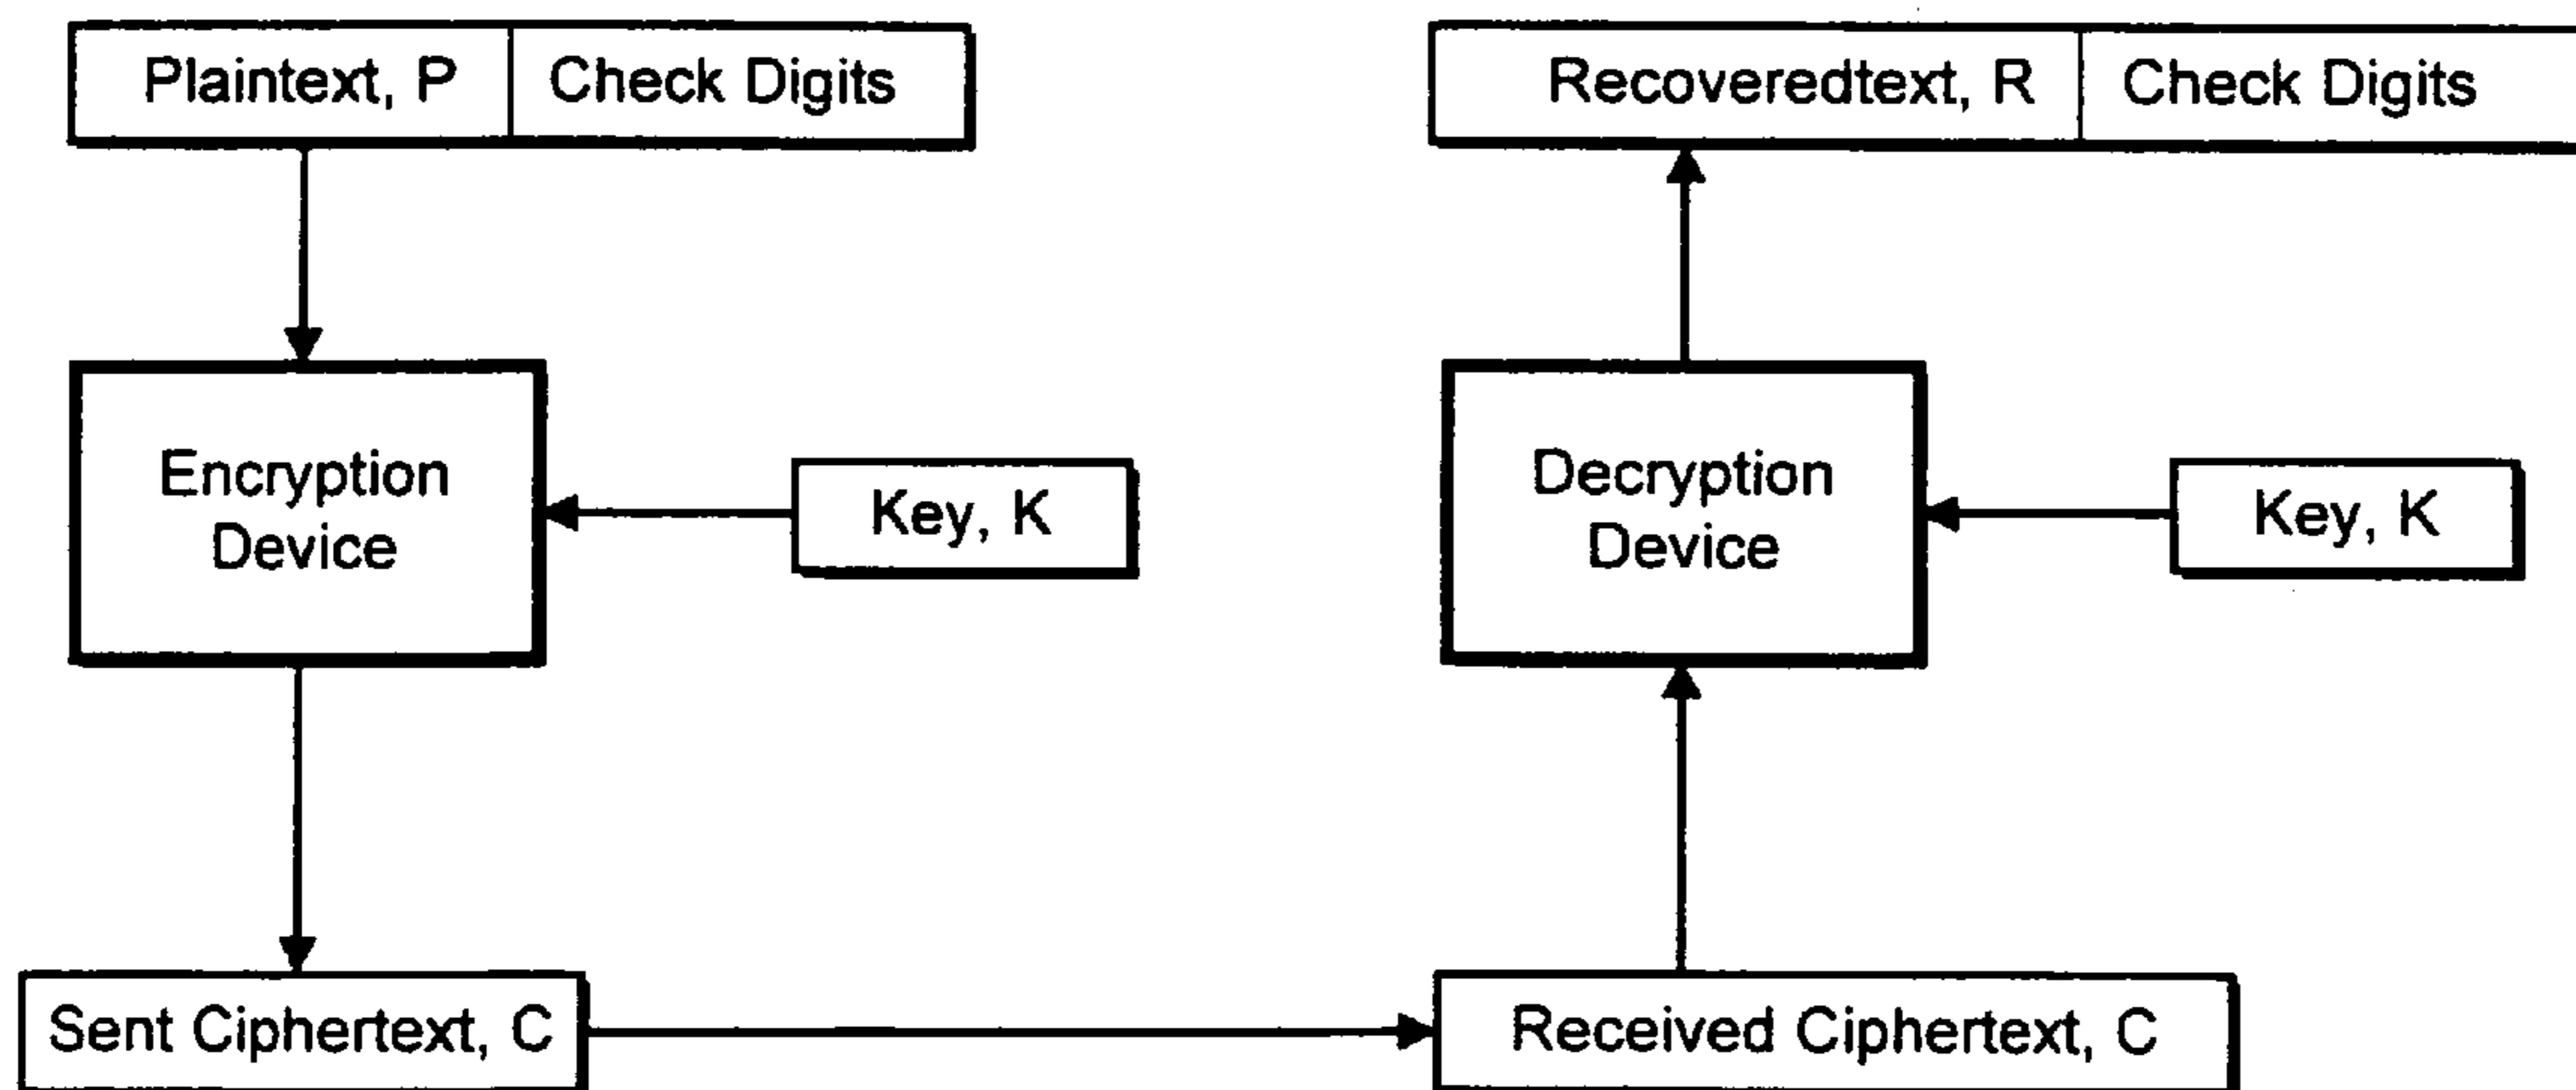 Plaintext, P
Check Digits
Recoveredtext, R
Check Digits
Encryption
Device
Key, K
Decryption
Device
Key, K
Sent Ciphertext, C
Received Ciphertext, C